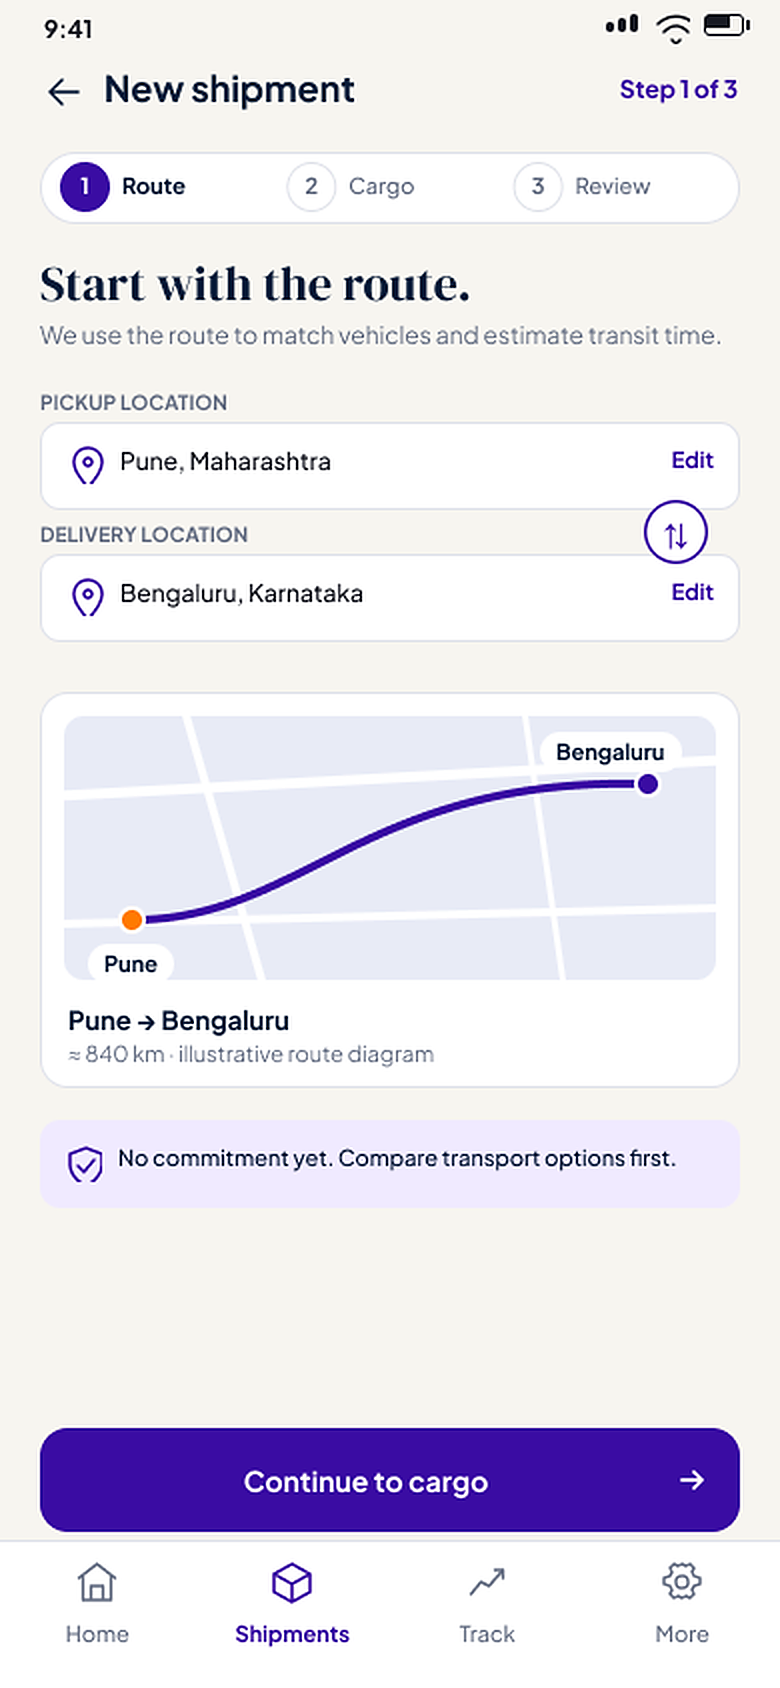 9:41
New shipment
Step 1 of 3
1 Route
2 Cargo
3 Review
Start with the route.
We use the route to match vehicles and estimate transit time.
PICKUP LOCATION
Pune, Maharashtra
Edit
DELIVERY LOCATION
Bengaluru, Karnataka
Edit
Bengaluru
Pune
Pune → Bengaluru
≈ 840 km · illustrative route diagram
No commitment yet. Compare transport options first.
Continue to cargo →
Home
Shipments
Track
More